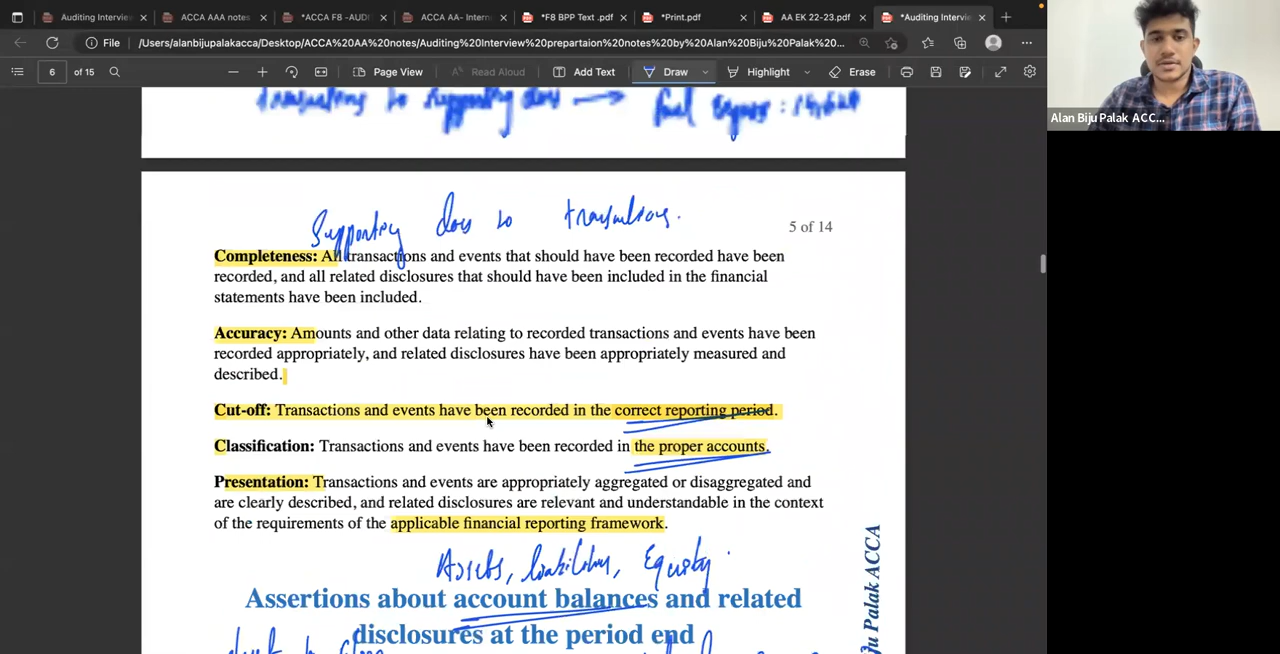 Auditing Interview
ACCA AAA notes
*ACCA F8 -AUDI
ACCA AA- Intern
*F8 BPP Text .pdf
*Print.pdf
AA EK 22-23.pdf
*Auditing Intervie
File
/Users/alanbijupalakacca/Desktop/ACCA%20AA%20notes/Auditing%20Interview%20prepartaion%20notes%20by%20Alan%20Biju%20Palak%20...
6 of 15
Page View
Read Aloud
Add Text
Draw
Highlight
Erase
Alan Biju Palak ACC...
transactions to supporting docs
Supporting docs to transactions.
5 of 14
Completeness: All transactions and events that should have been recorded have been
recorded, and all related disclosures that should have been included in the financial
statements have been included.
Accuracy: Amounts and other data relating to recorded transactions and events have been
recorded appropriately, and related disclosures have been appropriately measured and
described.
Cut-off: Transactions and events have been recorded in the correct reporting period.
Classification: Transactions and events have been recorded in the proper accounts.
Presentation: Transactions and events are appropriately aggregated or disaggregated and
are clearly described, and related disclosures are relevant and understandable in the context
of the requirements of the applicable financial reporting framework.
Assets, liabilities, Equity
Assertions about account balances and related
disclosures at the period end
ju Palak ACCA